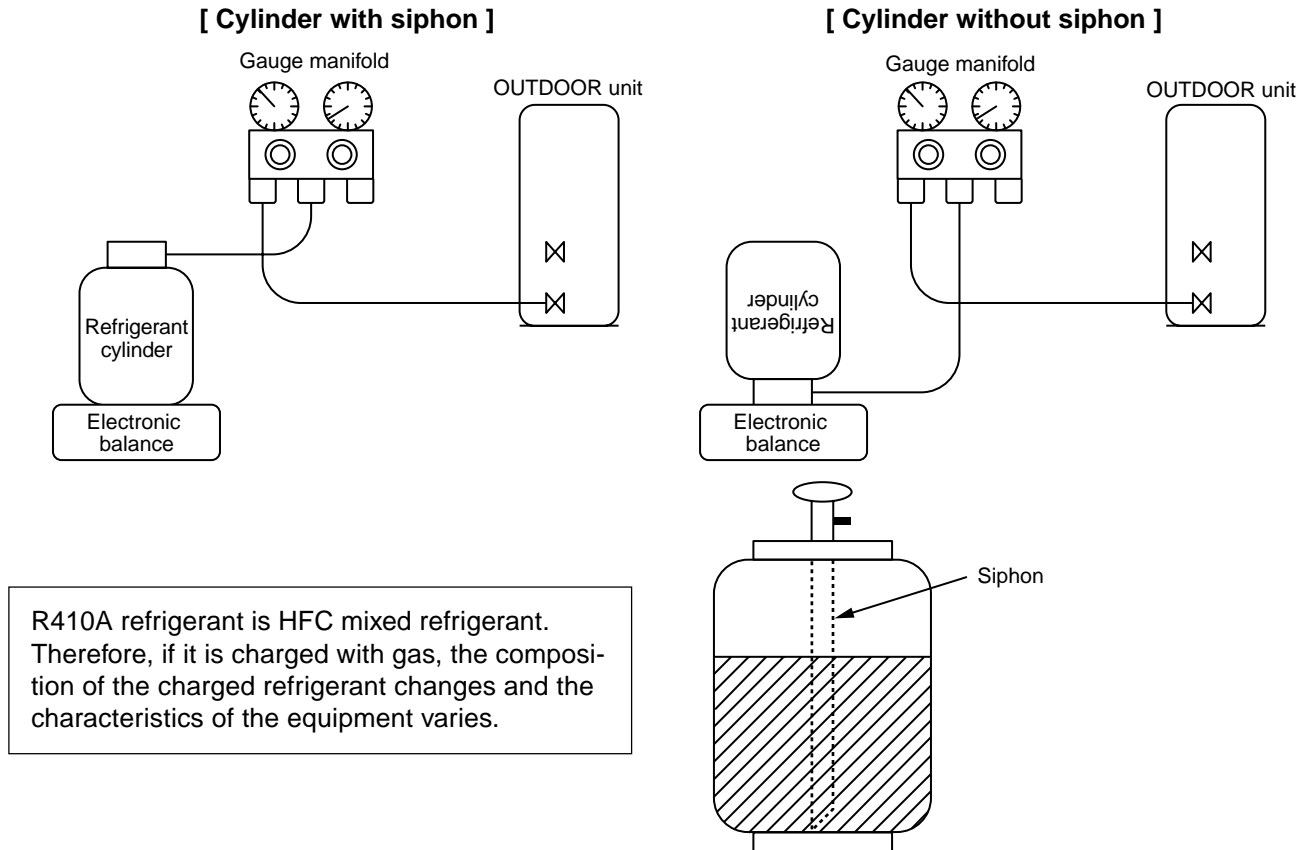 [ Cylinder with siphon ]
Gauge manifold
OUTDOOR unit
Refrigerant
cylinder
Electronic
balance
[ Cylinder without siphon ]
Gauge manifold
OUTDOOR unit
Refrigerant
cylinder
Electronic
balance
Siphon
R410A refrigerant is HFC mixed refrigerant.
Therefore, if it is charged with gas, the composi-
tion of the charged refrigerant changes and the
characteristics of the equipment varies.